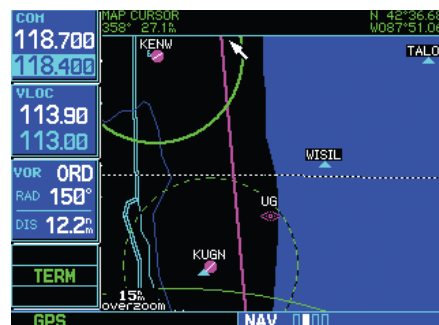 COM
118.700
118.400
VLOC
113.90
113.00
VOR ORD
RAD 150°
DIS 12.2nm
TERM
GPS
MAP CURSOR
358° 27.1nm
N 42°36.68
W087°51.06
KENW
TALO
WISIL
UG
KUGN
15nm
overzoom
NAV